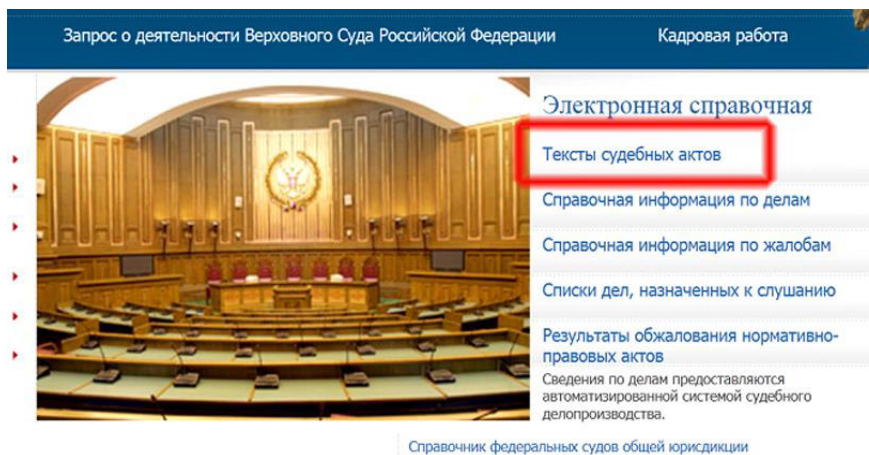 Запрос о деятельности Верховного Суда Российской Федерации
Кадровая работа
Электронная справочная
Тексты судебных актов
Справочная информация по делам
Справочная информация по жалобам
Списки дел, назначенных к слушанию
Результаты обжалования нормативно-
правовых актов
Сведения по делам предоставляются
автоматизированной системой судебного
делопроизводства.
Справочник федеральных судов общей юрисдикции